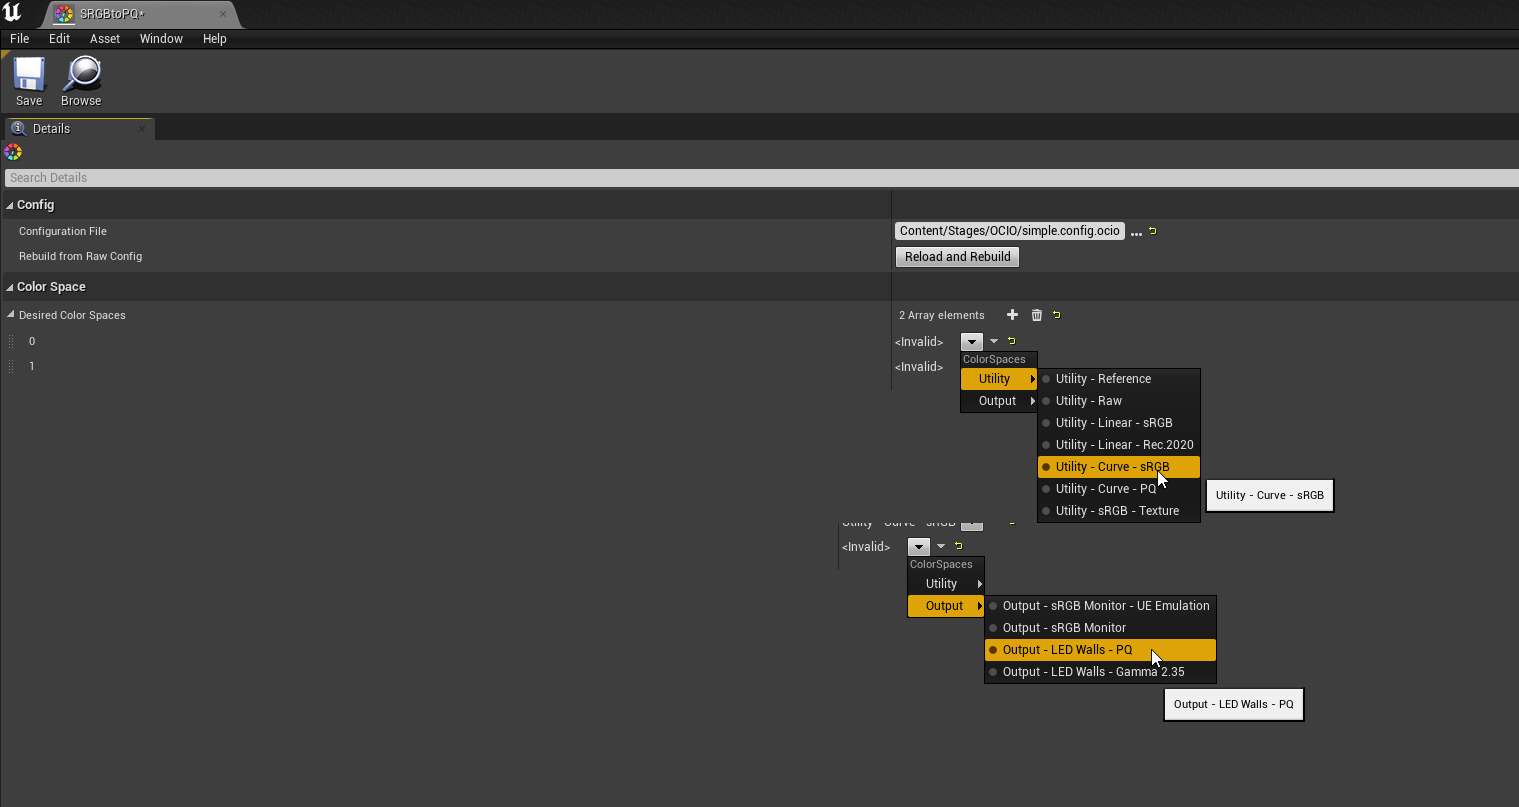 SRGBtoPQ*
File Edit Asset Window Help
Save Browse
Details
Search Details
Config
Configuration File Content/Stages/OCIO/simple.config.ocio ...
Rebuild from Raw Config Reload and Rebuild
Color Space
Desired Color Spaces 2 Array elements
0 <Invalid>
ColorSpaces
1 <Invalid>
Utility
Output
Utility - Reference
Utility - Raw
Utility - Linear - sRGB
Utility - Linear - Rec.2020
Utility - Curve - sRGB
Utility - Curve - PQ
Utility - sRGB - Texture
Utility - Curve - sRGB
Utility - Curve - sRGB
<Invalid>
ColorSpaces
Utility
Output
Output - sRGB Monitor - UE Emulation
Output - sRGB Monitor
Output - LED Walls - PQ
Output - LED Walls - Gamma 2.35
Output - LED Walls - PQ